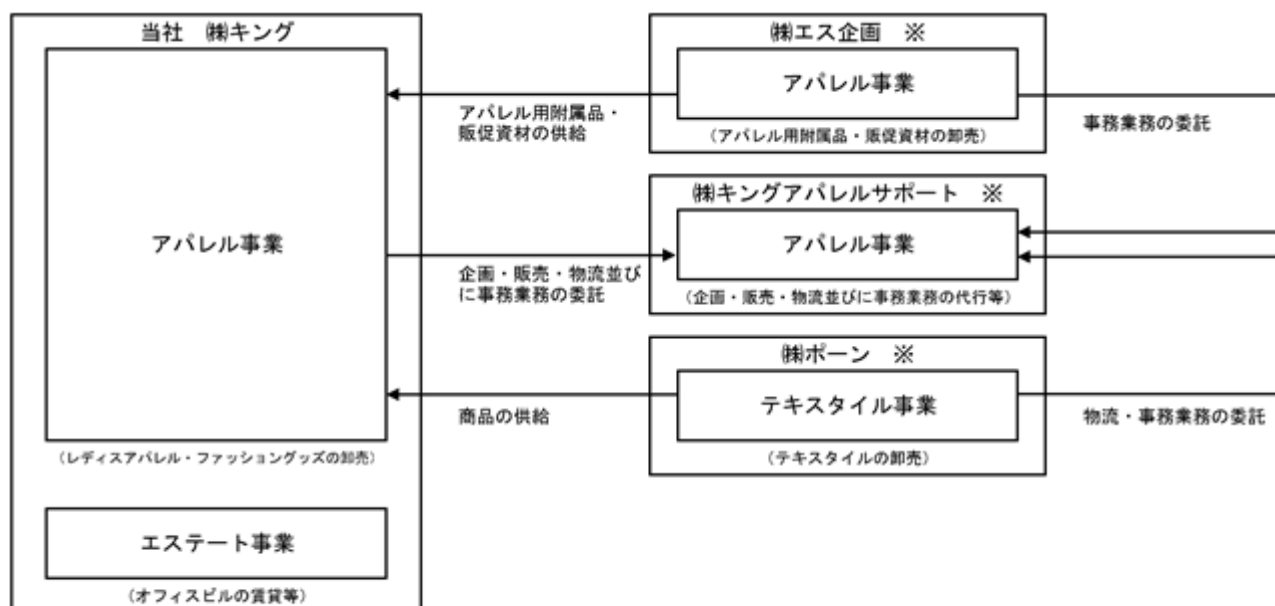 当社 ㈱キング
アパレル事業
(レディスアパレル・ファッショングッズの卸売)
エステート事業
(オフィスビルの賃貸等)
アパレル用附属品・
販促資材の供給
企画・販売・物流並び
に事務業務の委託
商品の供給
㈱エス企画 ※
アパレル事業
(アパレル用附属品・販促資材の卸売)
㈱キングアパレルサポート ※
アパレル事業
(企画・販売・物流並びに事務業務の代行等)
㈱ポーン ※
テキスタイル事業
(テキスタイルの卸売)
事務業務の委託
物流・事務業務の委託